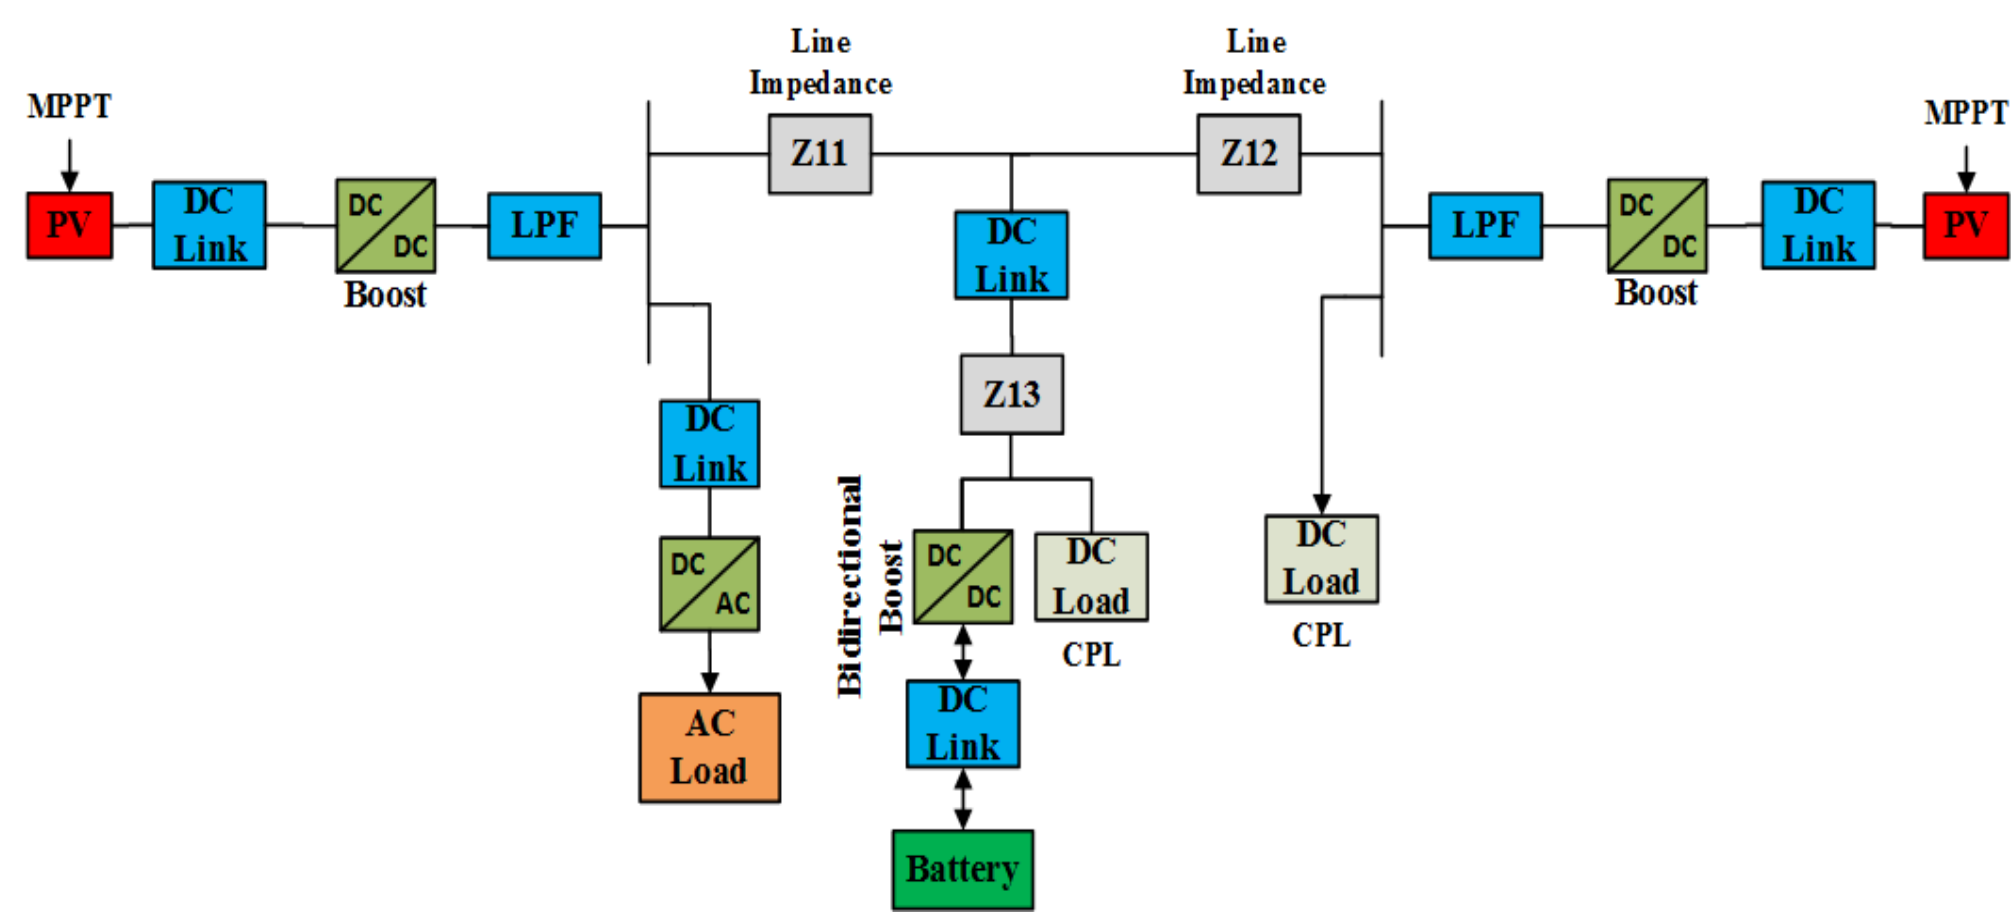 Line
Impedance
Line
Impedance
MPPT
MPPT
Z11
Z12
PV
DC
Link
DC
DC
Boost
LPF
DC
Link
LPF
DC
DC
Boost
DC
Link
PV
Z13
DC
Link
DC
AC
AC
Load
Bidirectional
Boost
DC
DC
DC
Load
CPL
DC
Load
CPL
DC
Link
Battery